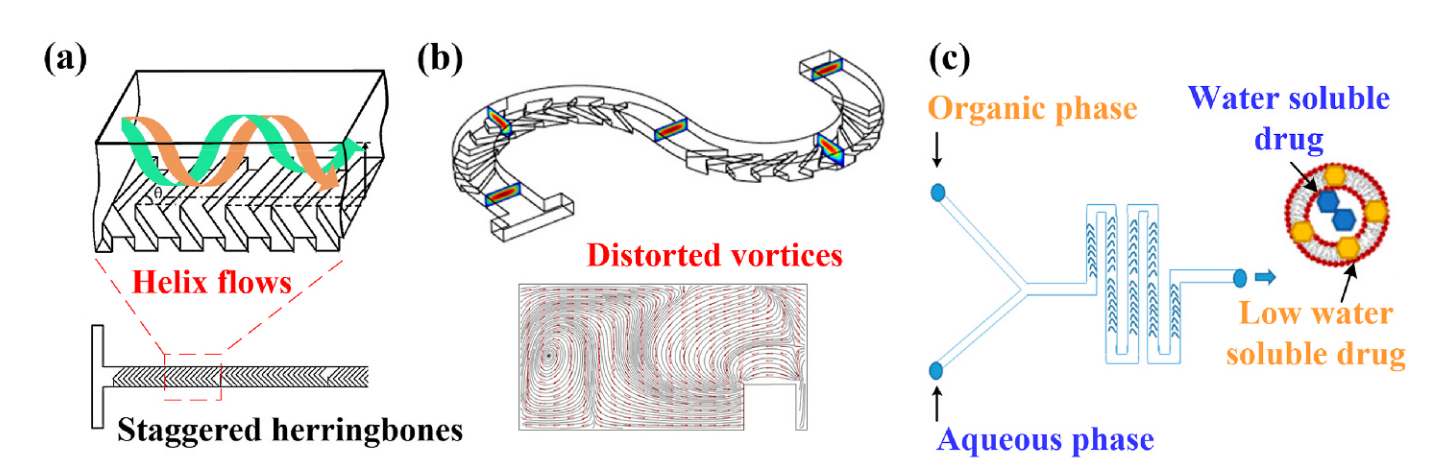 (a)
θ
Helix flows
Staggered herringbones
(b)
Distorted vortices
(c)
Organic phase
Water soluble
drug
Low water
soluble drug
Aqueous phase